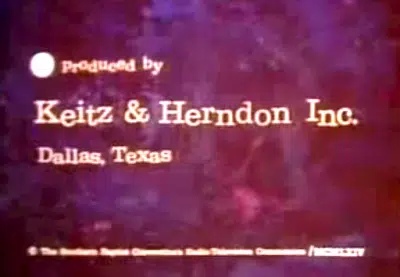 Produced by
Keitz & Herndon Inc.
Dallas, Texas
© The Southern Baptist Convention's Radio-Television Commission